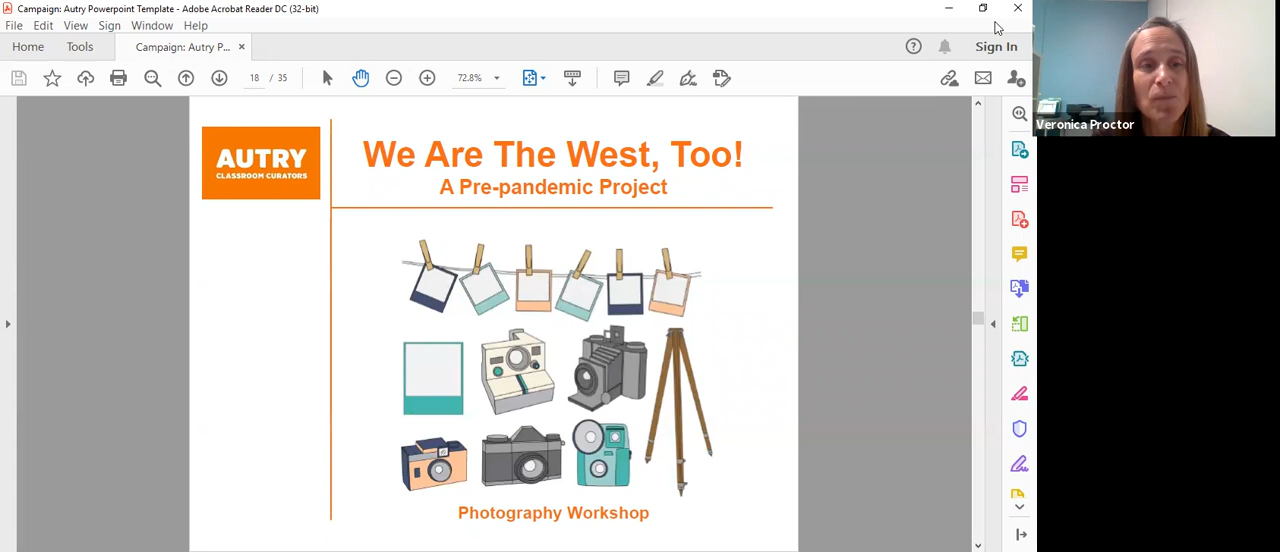 Campaign: Autry Powerpoint Template - Adobe Acrobat Reader DC (32-bit)
File Edit View Sign Window Help
Home Tools Campaign: Autry P... × Sign In
18 / 35 72.8%
Veronica Proctor
AUTRY
CLASSROOM CURATORS
We Are The West, Too!
A Pre-pandemic Project
Photography Workshop